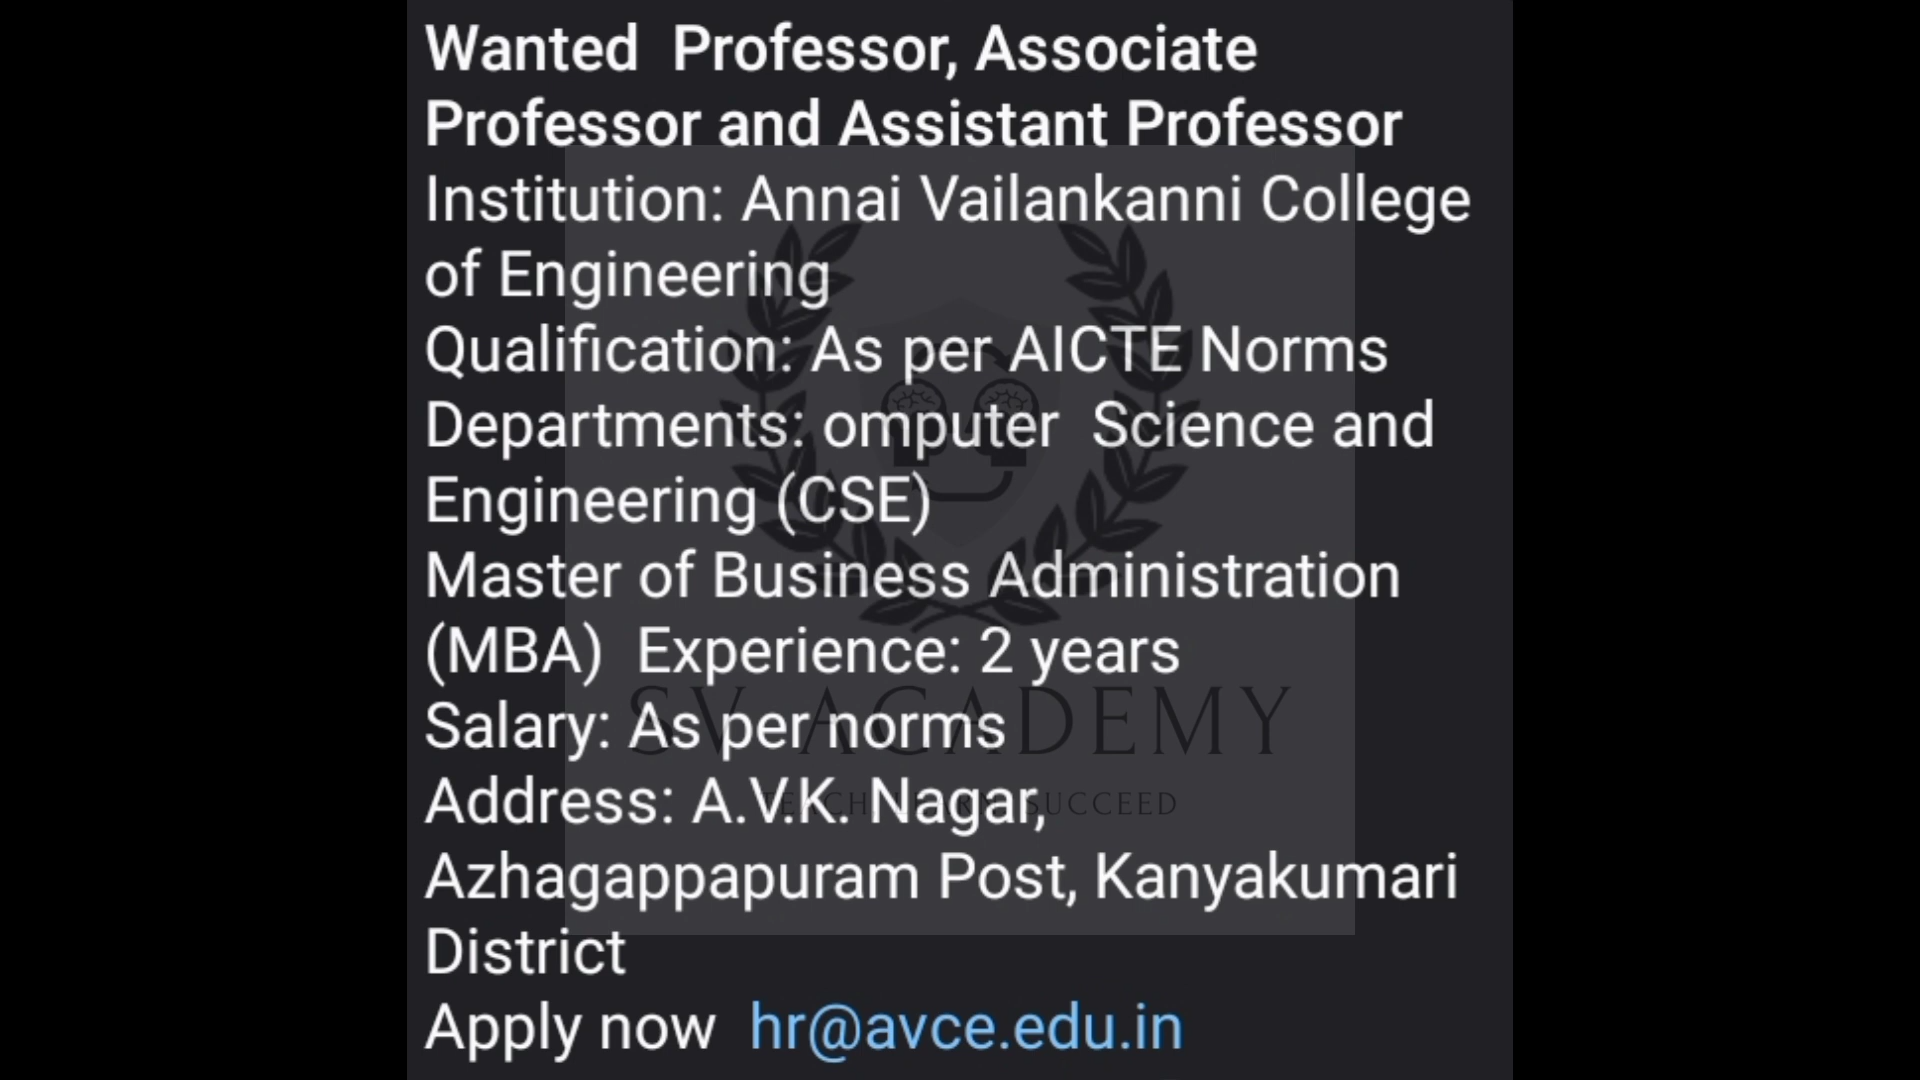 Wanted  Professor, Associate
Professor and Assistant Professor
Institution: Annai Vailankanni College
of Engineering
Qualification: As per AICTE Norms
Departments: omputer  Science and
Engineering (CSE)
Master of Business Administration
(MBA)  Experience: 2 years
Salary: As per norms
SV ACADEMY
Address: A.V.K. Nagar,
SUCCEED
Azhagappapuram Post, Kanyakumari
District
Apply now  hr@avce.edu.in